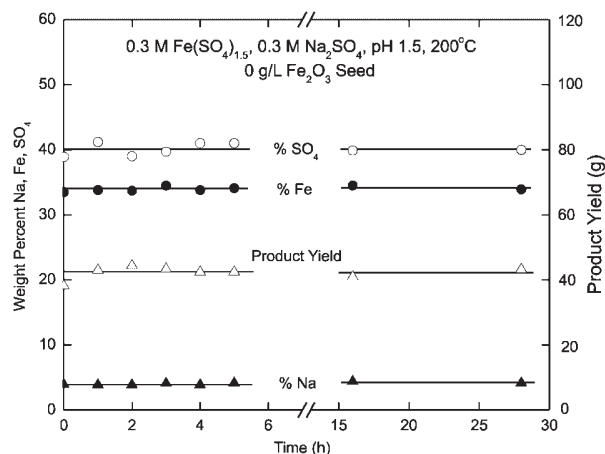 0.3 M Fe(SO₄)₁.₅, 0.3 M Na₂SO₄, pH 1.5, 200°C
0 g/L Fe₂O₃ Seed
Weight Percent Na, Fe, SO₄
60
50
40
30
20
10
0
% SO₄
% Fe
Product Yield
% Na
120
100
80
60
40
20
0
Product Yield (g)
0 2 4 6 15 20 25 30
Time (h)